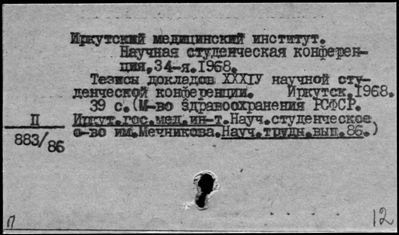 Иркутский медицинский институт.
Научная студенческая конферен-
ция, 34-я. 1968.
Тезисы докладов XXXIУ научной сту-
денческой конференции. Иркутск. 1968.
39 с. (М-во здравоохранения РСФСР.
II Иркут.гос.мед.ин-т. Науч.студенческое
883/86 о-во им.Мечникова. Науч.труды. вып. 86.)
п 12